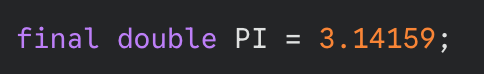 final double PI = 3.14159;